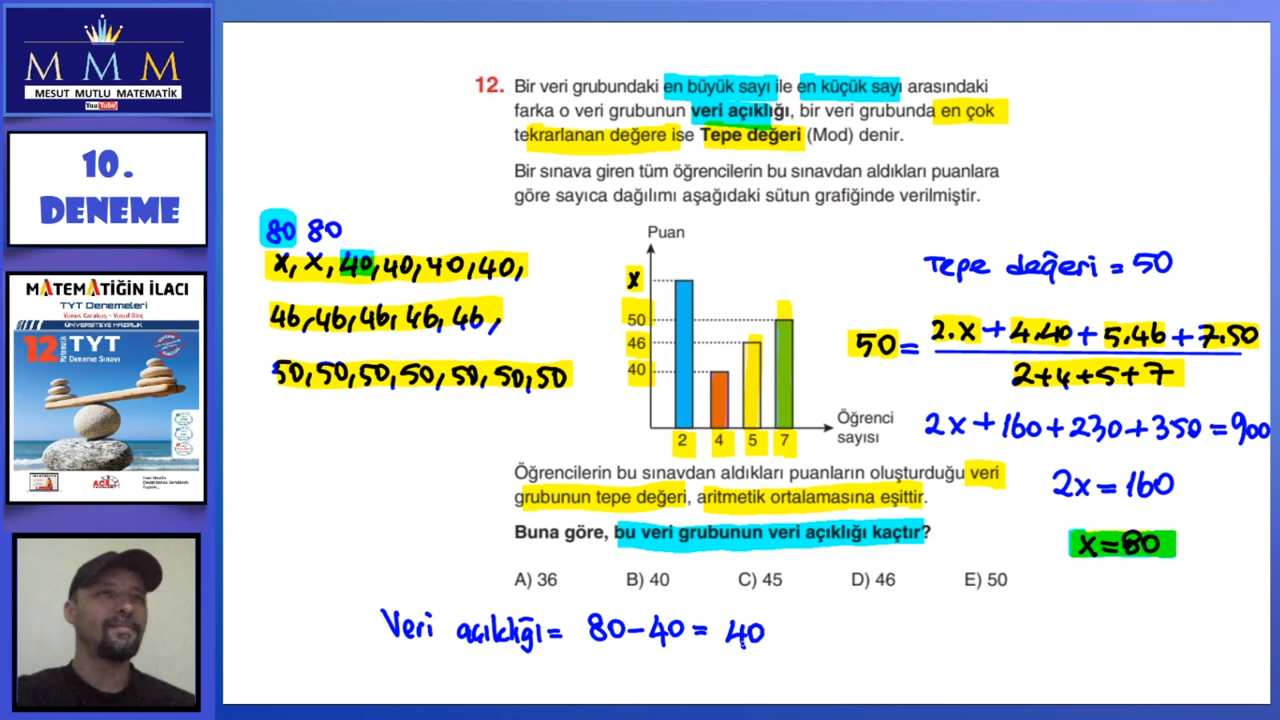 M M M
MESUT MUTLU MATEMATİK
YouTube
10.
DENEME
MATEMATİĞİN İLACI
TYT Denemeleri
ÜNİVERSİTEYE HAZIRLIK
12 TYT
Deneme Sınavı
12. Bir veri grubundaki en büyük sayı ile en küçük sayı arasındaki
farka o veri grubunun veri açıklığı, bir veri grubunda en çok
tekrarlanan değere ise Tepe değeri (Mod) denir.
Bir sınava giren tüm öğrencilerin bu sınavdan aldıkları puanlara
göre sayıca dağılımı aşağıdaki sütun grafiğinde verilmiştir.
80 80
x, x, 40, 40, 40, 40,
46, 46, 46, 46, 46,
50, 50, 50, 50, 50, 50, 50
Puan
x
50
46
40
2 4 5 7
Öğrenci
sayısı
Tepe değeri = 50
50 = 2.x + 4.40 + 5.46 + 7.50
2+4+5+7
2x+160+230+350=900
2x=160
x=80
Öğrencilerin bu sınavdan aldıkları puanların oluşturduğu veri
grubunun tepe değeri, aritmetik ortalamasına eşittir.
Buna göre, bu veri grubunun veri açıklığı kaçtır?
A) 36 B) 40 C) 45 D) 46 E) 50
Veri açıklığı = 80-40 = 40